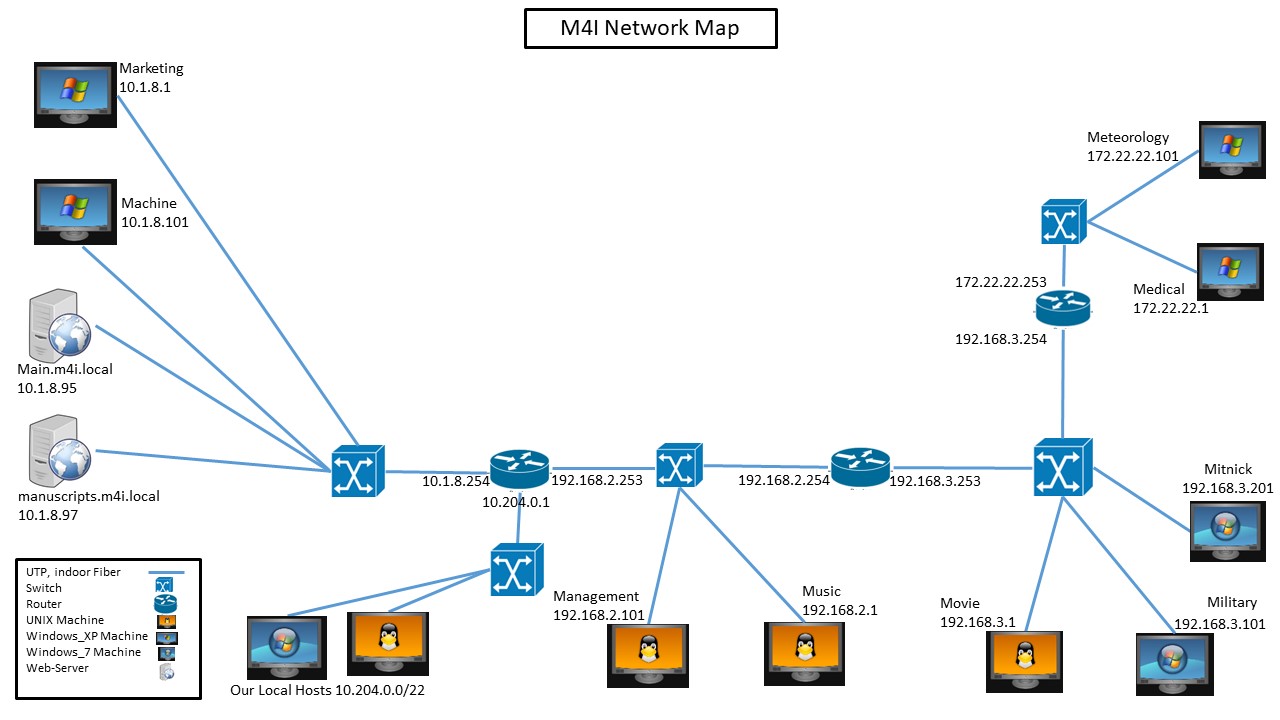 M4I Network Map
Marketing
10.1.8.1
Machine
10.1.8.101
Main.m4i.local
10.1.8.95
manuscripts.m4i.local
10.1.8.97
10.1.8.254
192.168.2.253
10.204.0.1
192.168.2.254
192.168.3.253
Meteorology
172.22.22.101
Medical
172.22.22.1
172.22.22.253
192.168.3.254
Mitnick
192.168.3.201
Military
192.168.3.101
Movie
192.168.3.1
Music
192.168.2.1
Management
192.168.2.101
Our Local Hosts 10.204.0.0/22
UTP, indoor Fiber
Switch
Router
UNIX Machine
Windows_XP Machine
Windows_7 Machine
Web-Server